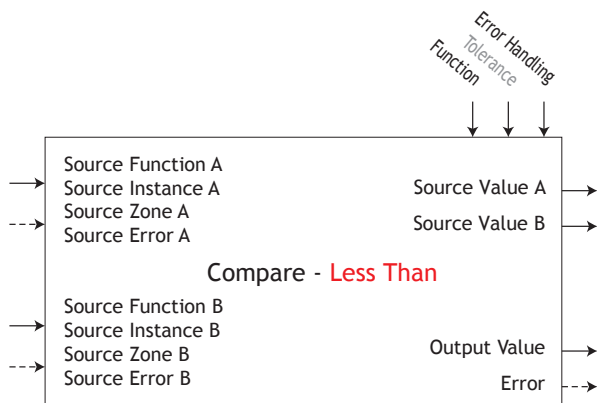 Function
Tolerance
Error Handling
Source Function A
Source Instance A
Source Zone A
Source Error A
Source Value A
Source Value B
Compare - Less Than
Source Function B
Source Instance B
Source Zone B
Source Error B
Output Value
Error